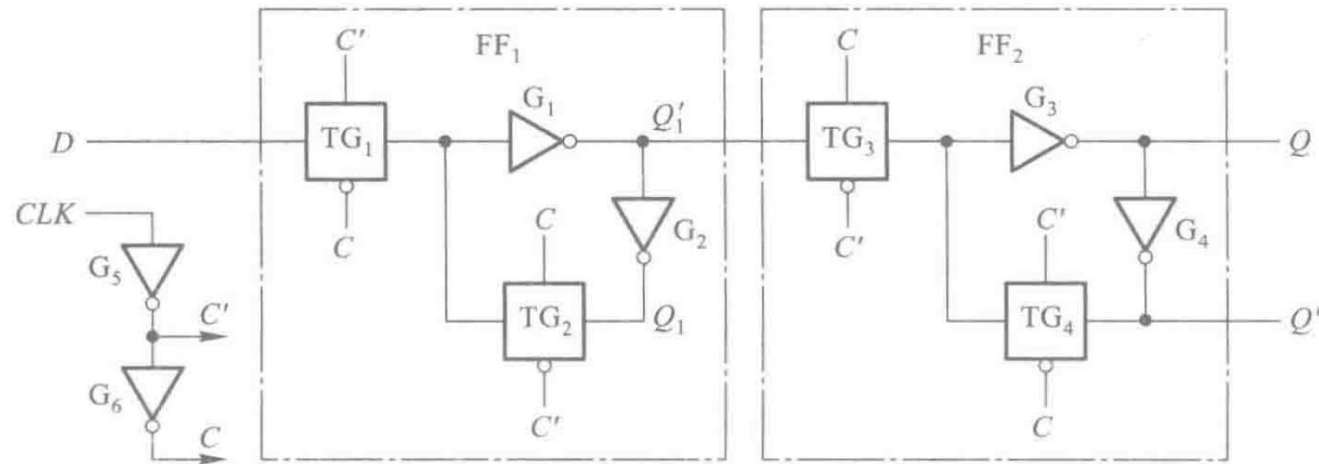 C' FF₁ C FF₂
G₁ Q₁' G₃
D TG₁ TG₃ Q
CLK C C G₂ C' C' G₄
G₅
C' TG₂ Q₁ TG₄ Q'
G₆
C C' C